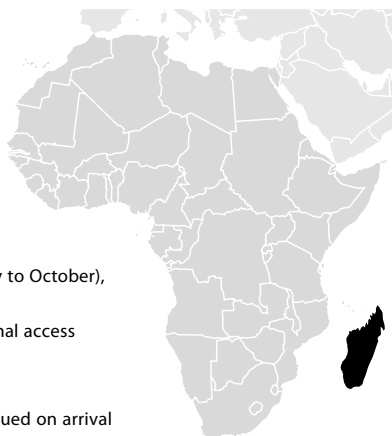 to October),
nal access
ued on arrival